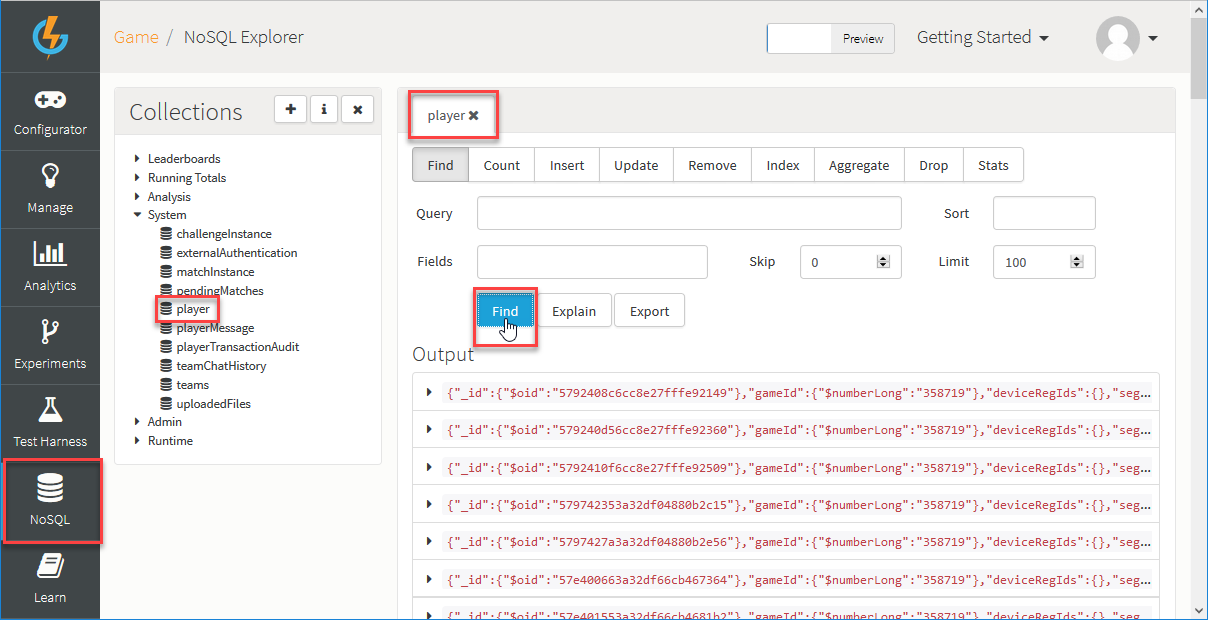 Game / NoSQL Explorer
Preview
Getting Started
Configurator
Manage
Analytics
Experiments
Test Harness
NoSQL
Learn
Collections
Leaderboards
Running Totals
Analysis
System
challengeInstance
externalAuthentication
matchInstance
pendingMatches
player
playerMessage
playerTransactionAudit
teamChatHistory
teams
uploadedFiles
Admin
Runtime
player
Find Count Insert Update Remove Index Aggregate Drop Stats
Query Sort
Fields Skip 0 Limit 100
Find Explain Export
Output
{"_id":{"$oid":"5792408c6cc8e27fffe92149"},"gameId":{"$numberLong":"358719"},"deviceRegIds":{},"seg...
{"_id":{"$oid":"579240d56cc8e27fffe92360"},"gameId":{"$numberLong":"358719"},"deviceRegIds":{},"seg...
{"_id":{"$oid":"5792410f6cc8e27fffe92509"},"gameId":{"$numberLong":"358719"},"deviceRegIds":{},"seg...
{"_id":{"$oid":"579742353a32df04880b2c15"},"gameId":{"$numberLong":"358719"},"deviceRegIds":{},"seg...
{"_id":{"$oid":"5797427a3a32df04880b2e56"},"gameId":{"$numberLong":"358719"},"deviceRegIds":{},"seg...
{"_id":{"$oid":"57e400663a32df66cb467364"},"gameId":{"$numberLong":"358719"},"deviceRegIds":{},"seg...
{"_id":{"$oid":"57e401553a32df66cb4681b2"},"gameId":{"$numberLong":"358719"},"deviceRegIds":{},"seg...